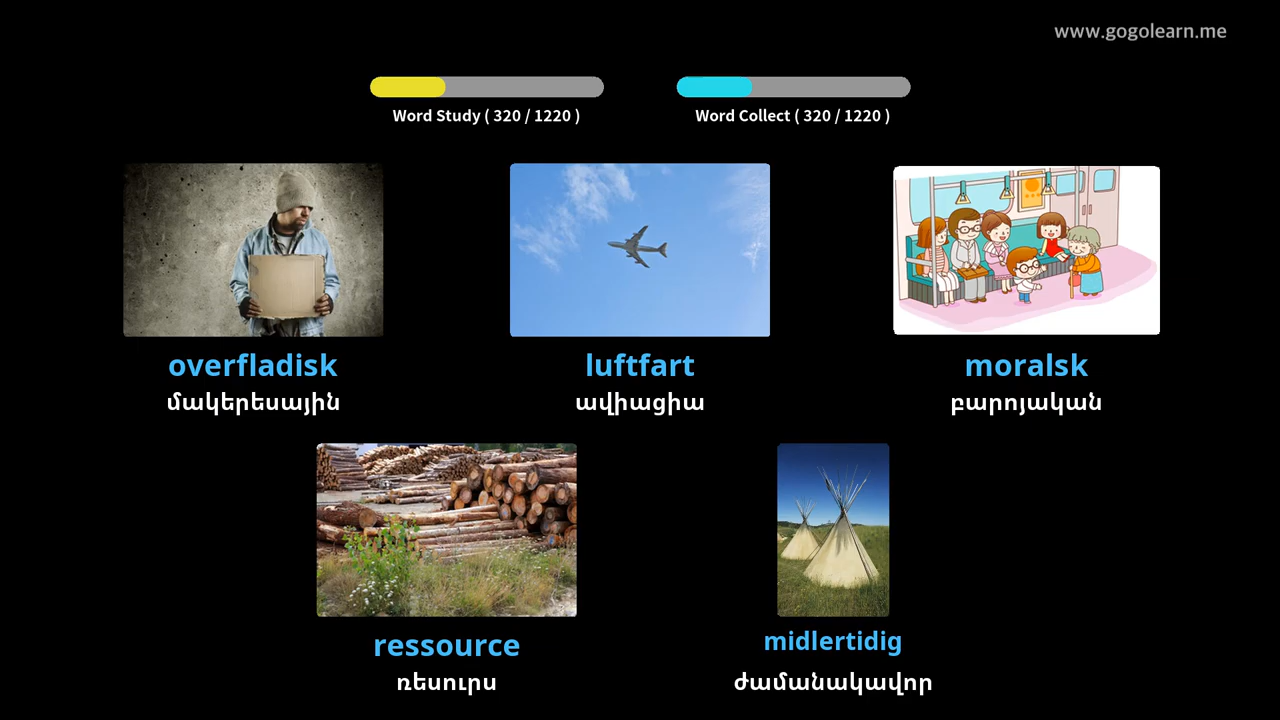 www.gogolearn.me
Word Study ( 320 / 1220 )
Word Collect ( 320 / 1220 )
overfladisk
մակերեսային
luftfart
ավիացիա
moralsk
բարոյական
ressource
ռեսուրս
midlertidig
ժամանակավոր